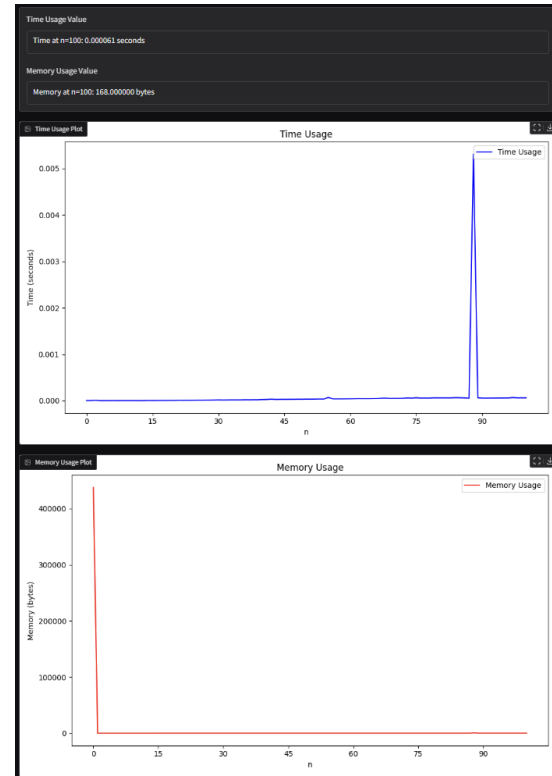 Time Usage Value
Time at n=100: 0.000061 seconds
Memory Usage Value
Memory at n=100: 168.000000 bytes
Time Usage Plot
Time Usage
Time Usage
0.005
0.004
0.003
0.002
0.001
0.000
Time (seconds)
0 15 30 45 60 75 90
n
Memory Usage Plot
Memory Usage
Memory Usage
400000
300000
200000
100000
0
Memory (bytes)
0 15 30 45 60 75 90
n